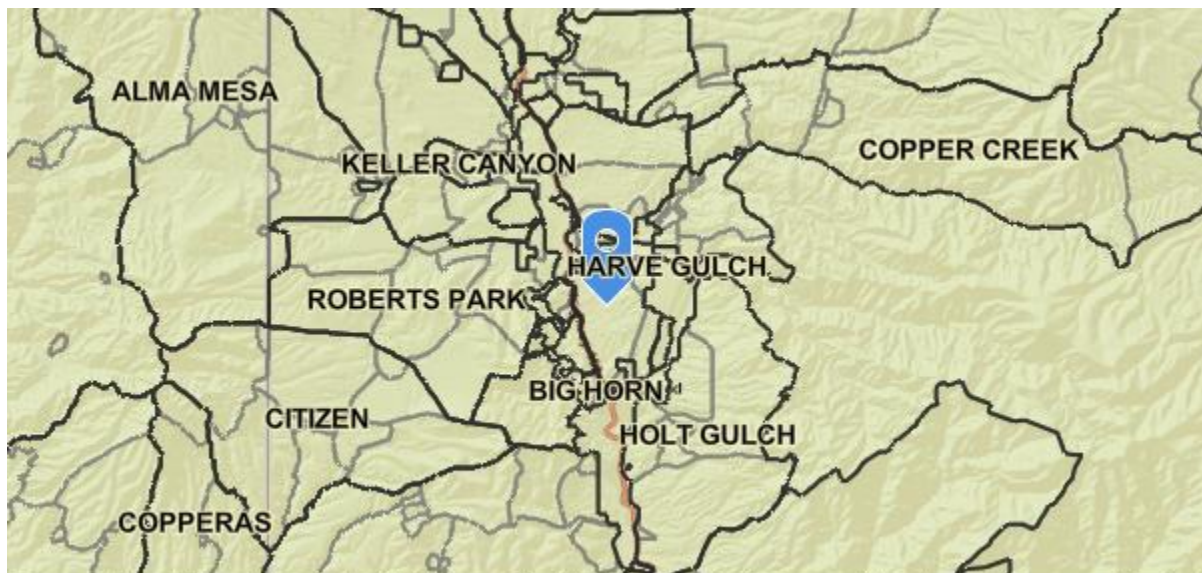 ALMA MESA
COPPER CREEK
KELLER CANYON
HARVE GULCH
ROBERTS PARK
BIG HORN
CITIZEN
HOLT GULCH
COPPERAS